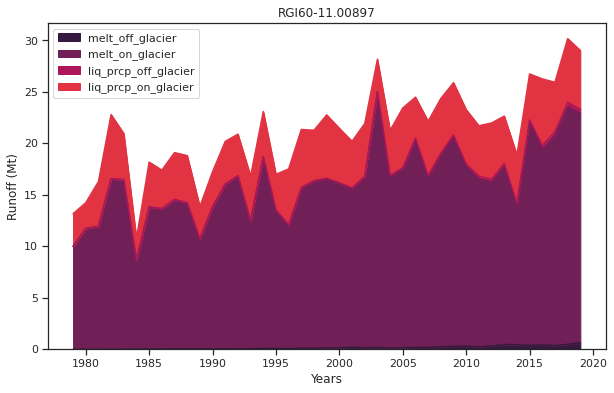 RGI60-11.00897
melt_off_glacier
melt_on_glacier
liq_prcp_off_glacier
liq_prcp_on_glacier
Runoff (Mt)
30
25
20
15
10
5
0
1980 1985 1990 1995 2000 2005 2010 2015 2020
Years